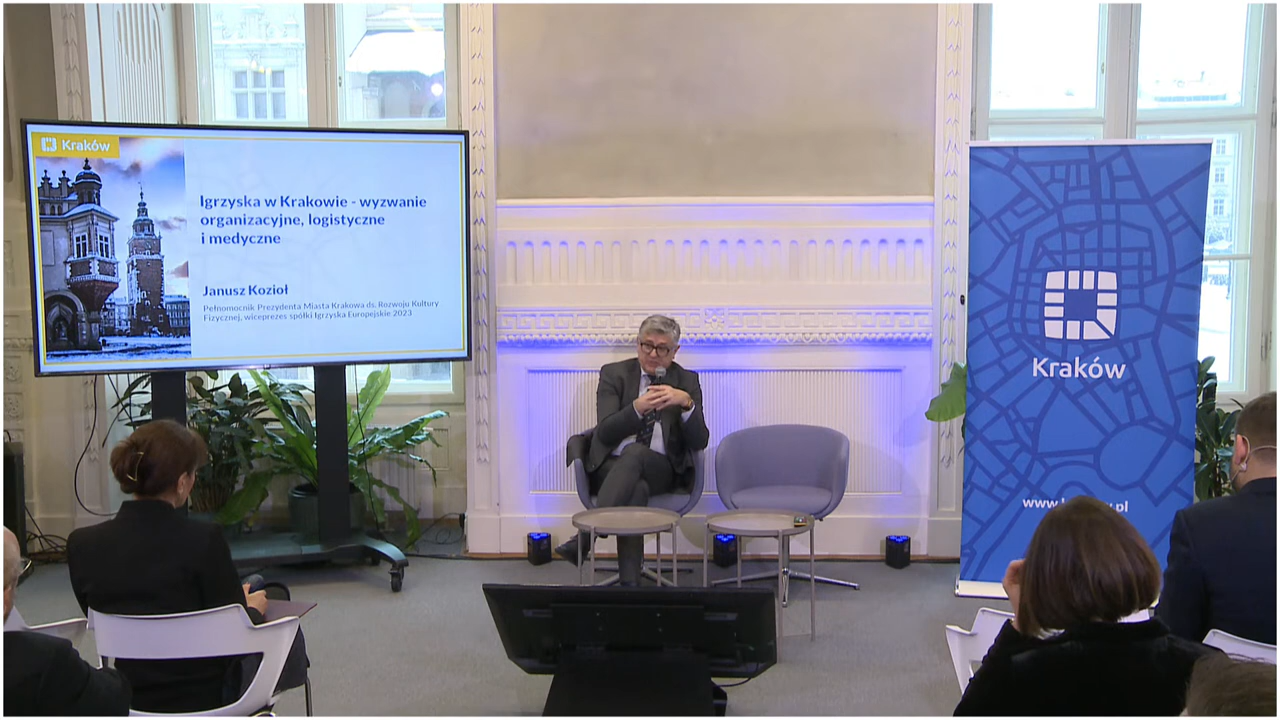 Kraków
Igrzyska w Krakowie - wyzwanie
organizacyjne, logistyczne
i medyczne
Janusz Kozioł
Pełnomocnik Prezydenta Miasta Krakowa ds. Rozwoju Kultury
Fizycznej, wiceprezes spółki Igrzyska Europejskie 2023
Kraków